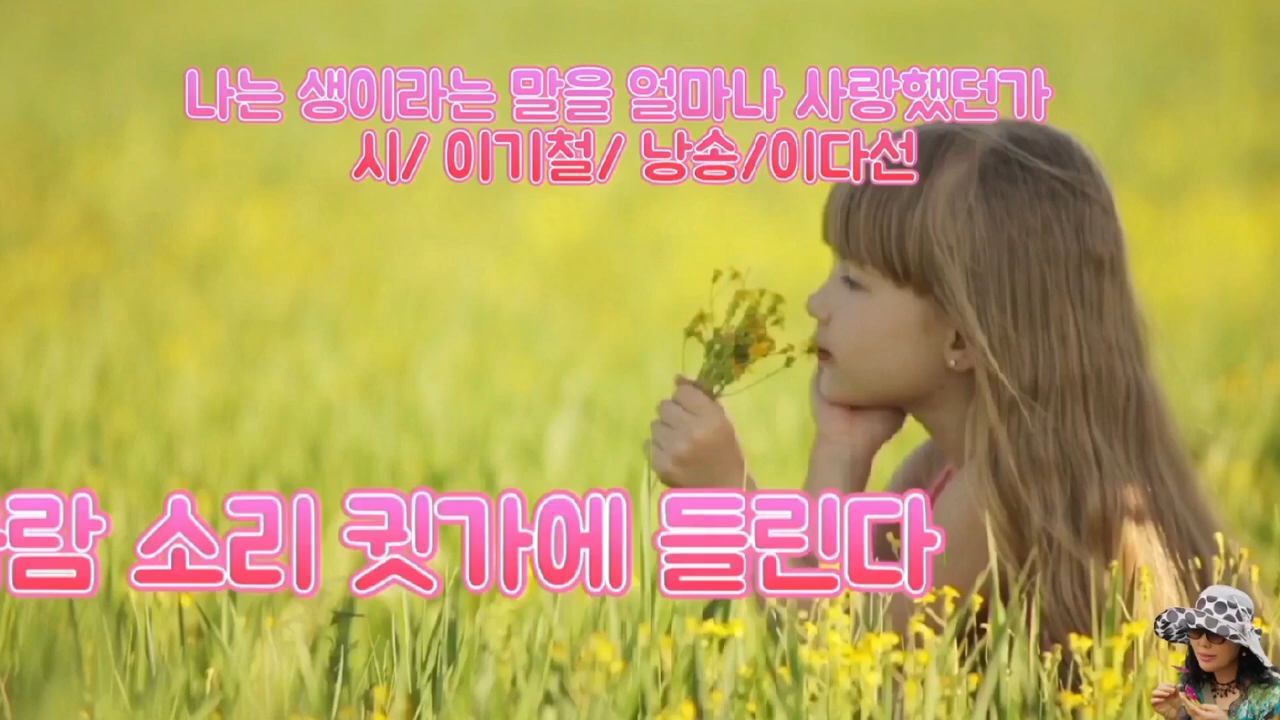 나는 생이라는 말을 얼마나 사랑했던가
시/ 이기철/ 낭송/이다선
소리 귓가에 들린다